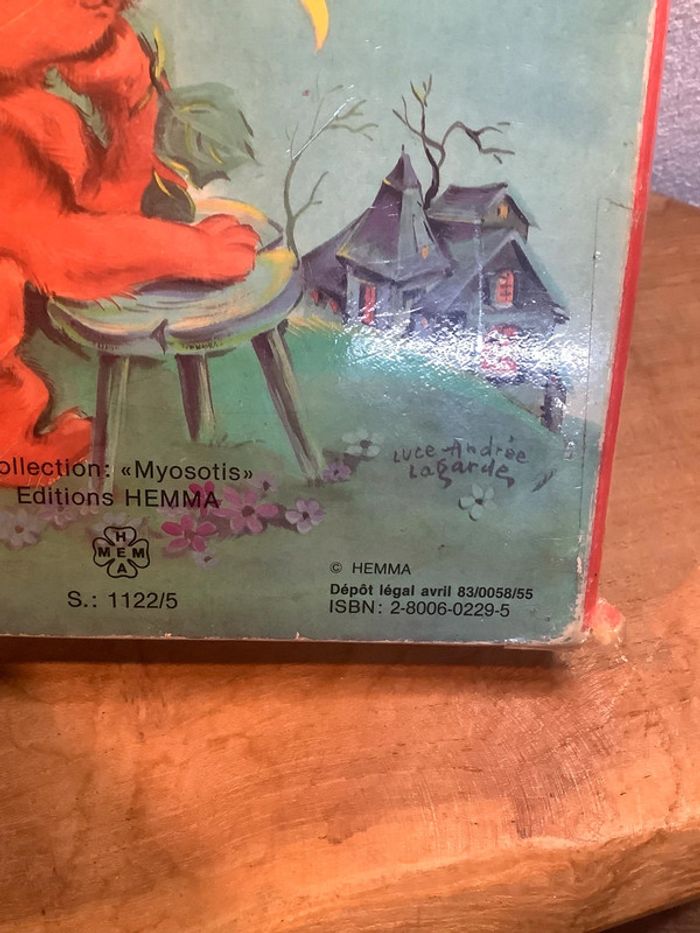 Luce-Andrée
Lagarde
ollection: «Myosotis»
Editions HEMMA
H
MEM
A
S.: 1122/5
© HEMMA
Dépôt légal avril 83/0058/55
ISBN: 2-8006-0229-5